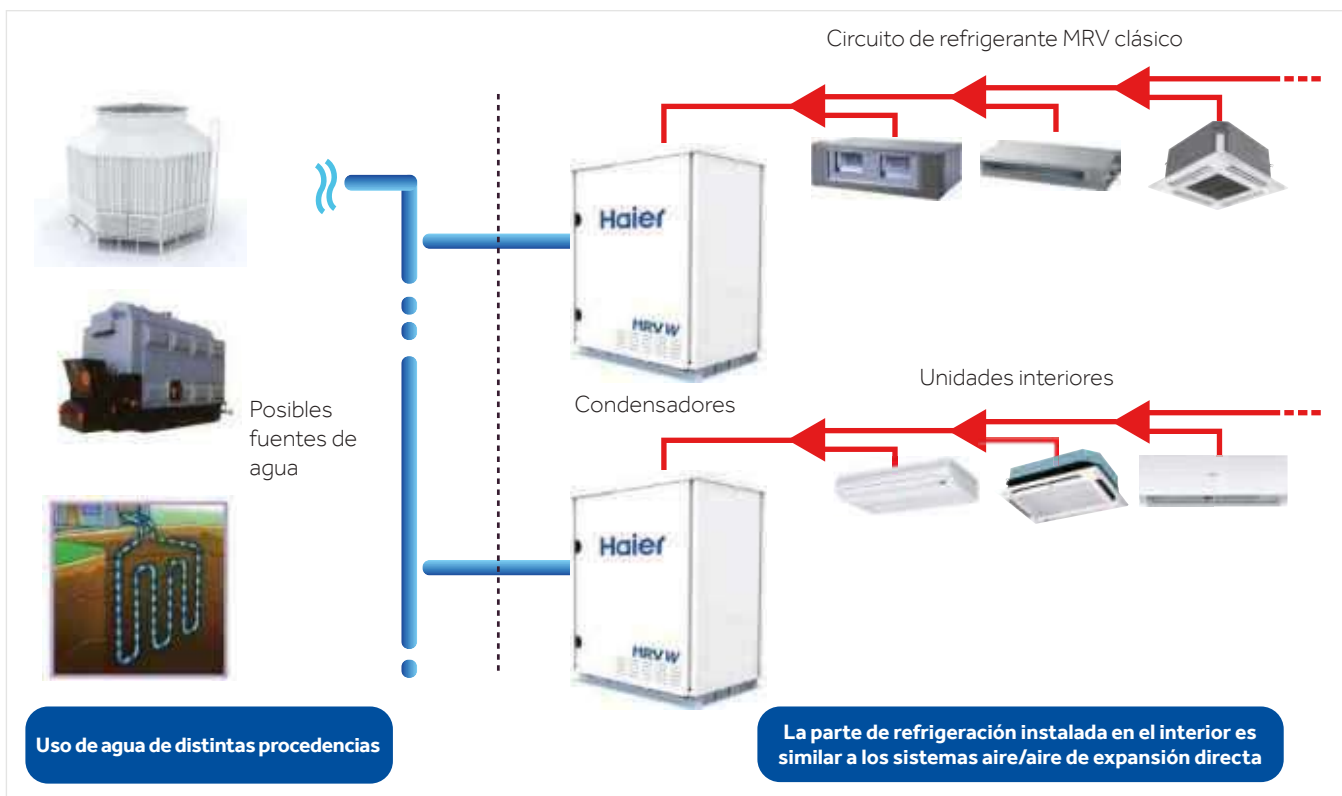 Circuito de refrigerante MRV clásico
Haier
MRV W
Posibles
fuentes de
agua
Condensadores
Unidades interiores
Haier
MRV W
Uso de agua de distintas procedencias
La parte de refrigeración instalada en el interior es
similar a los sistemas aire/aire de expansión directa